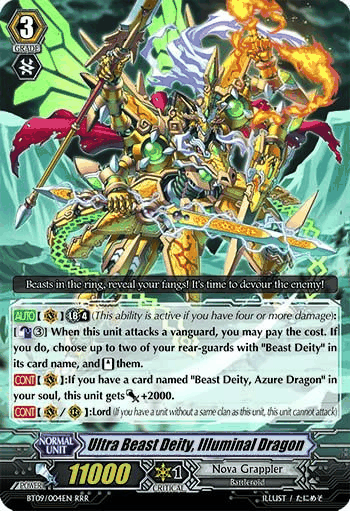 3
GRADE
Beasts in the ring, reveal your fangs! It's time to devour the enemy!
AUTO [ ] LB 4 (This ability is active if you have four or more damage):
[ 3] When this unit attacks a vanguard, you may pay the cost. If
you do, choose up to two of your rear-guards with "Beast Deity" in
its card name, and them.
CONT [ ]:If you have a card named "Beast Deity, Azure Dragon" in
your soul, this unit gets +2000.
CONT [ / ]:Lord (If you have a unit without a same clan as this unit, this unit cannot attack)
NORMAL UNIT
Ultra Beast Deity, Illuminal Dragon
POWER 11000
1 CRITICAL
Nova Grappler
Battleroid
BT09/004EN RRR
ILLUST / たにめそ